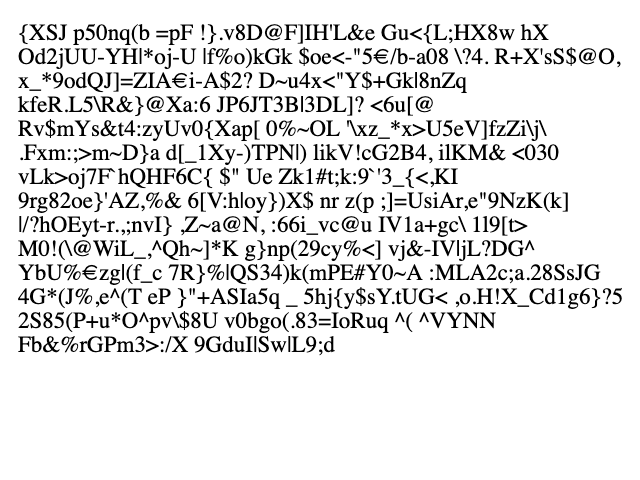 {XSJ p50nq(b =pF !}.v8D@F]IH'L&e Gu<{L;HX8w hX
Od2jUU-YH|*oj-U |f%o)kGk $oe<-"5€/b-a08 \?4. R+X'sS$@O,
x_*9odQJ]=ZIA€i-A$2? D~u4x<"Y$+Gk|8nZq
kfeR.L5\R&}@Xa:6 JP6JT3B|3DL]? <6u[@
Rv$mYs&t4:zyUv0{Xap[ 0%~OL '\xz_*x>U5eV]fzZi\j\
.Fxm:;>m~D}a d[_1Xy-)TPN|) likV!cG2B4, ilKM& <030
vLk>oj7F`hQHF6C{ $" Ue Zk1#t;k:9`'3_{<,KI
9rg82oe}'AZ,%& 6[V:h|oy})X$ nr z(p ;]=UsiAr,e"9NzK(k]
|/?hOEyt-r.,;nvI} ,Z~a@N, :66i_vc@u IV1a+gc\ 1l9[t>
M0!(\@WiL_,^Qh~]*K g}np(29cy%<] vj&-IV|jL?DG^
YbU%€zg|(f_c 7R}%|QS34)k(mPE#Y0~A :MLA2c;a.28SsJG
4G*(J%,e^(T eP }"+ASIa5q _ 5hj{y$sY.tUG< ,o.H!X_Cd1g6}?5
2S85(P+u*O^pv\$8U v0bgo(.83=IoRuq ^( ^VYNN
Fb&%rGPm3>:/X 9GduI|Sw|L9;d